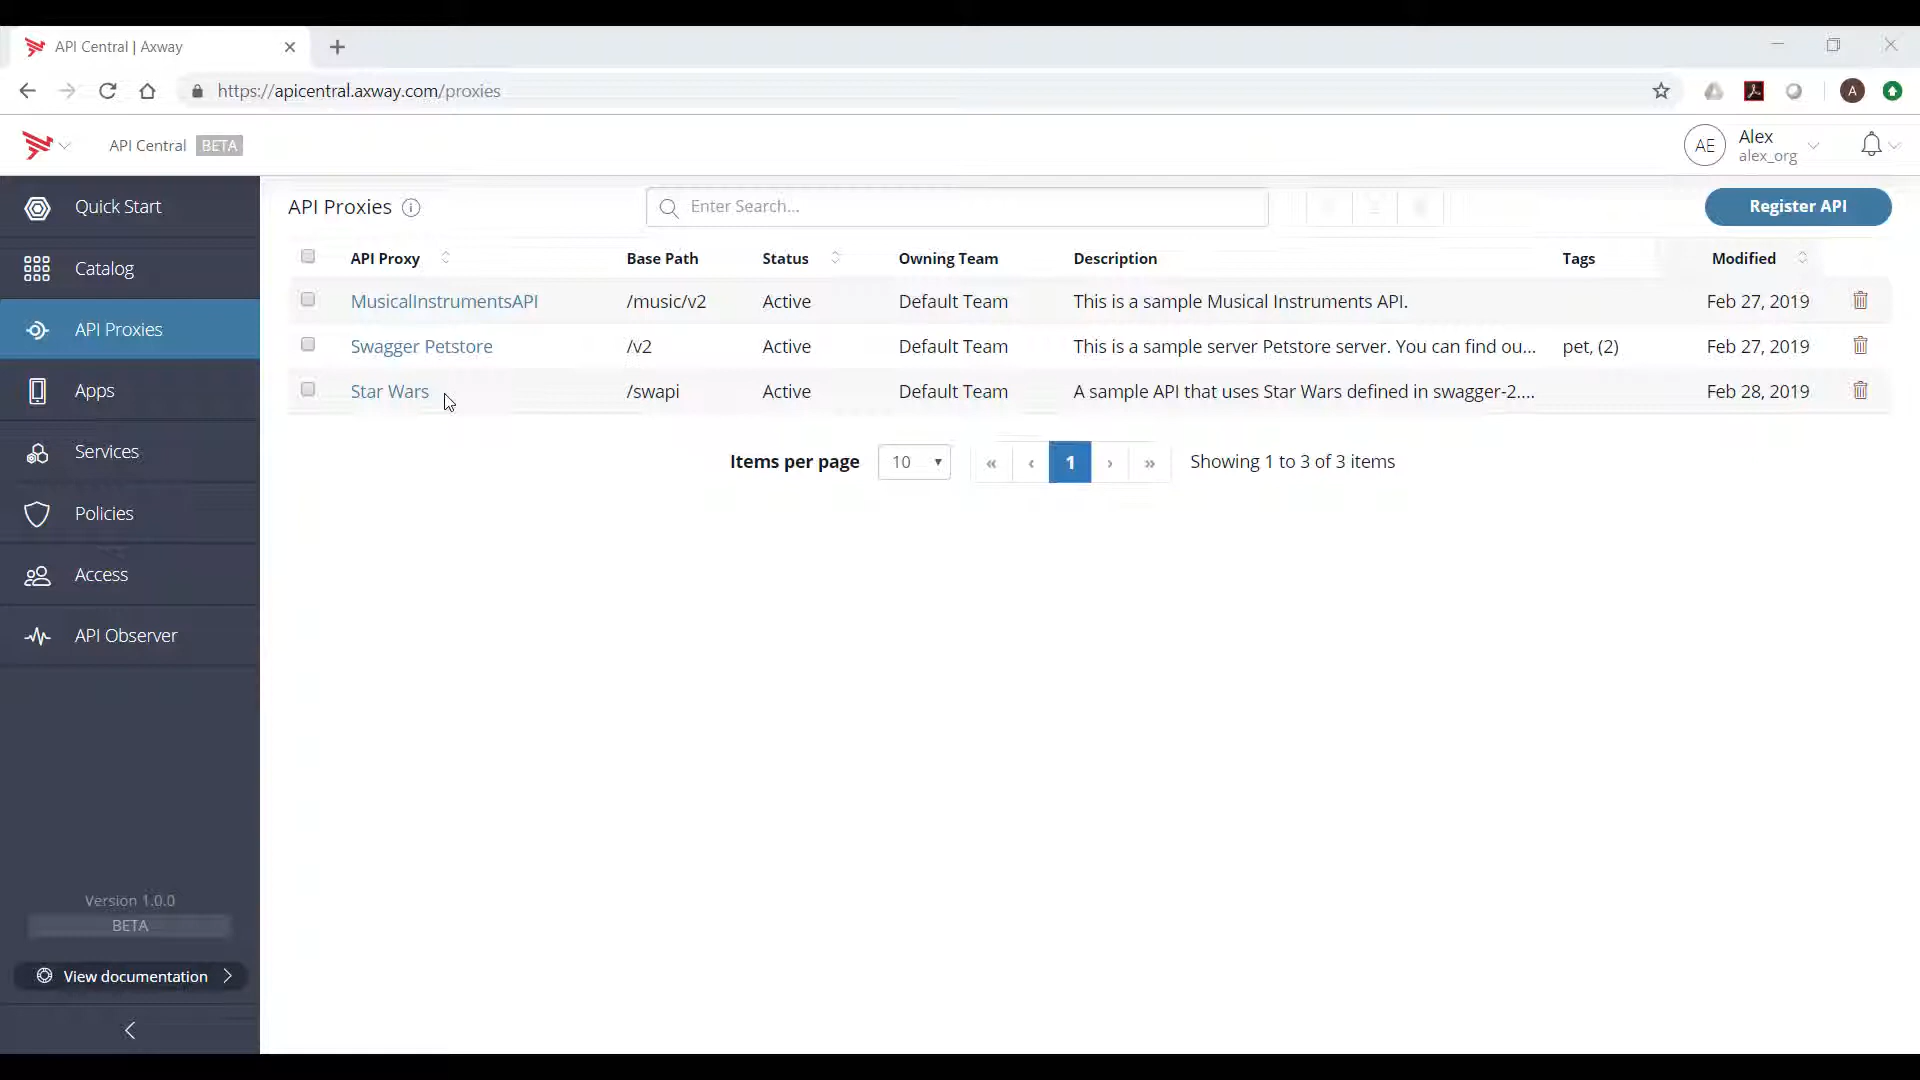 API Central | Axway
https://apicentral.axway.com/proxies
A
API Central BETA
AE
Alex
alex_org
Quick Start
Catalog
API Proxies
Apps
Services
Policies
Access
API Observer
Version 1.0.0
BETA
View documentation
API Proxies
Enter Search...
Register API
API Proxy Base Path Status Owning Team Description Tags Modified
MusicalInstrumentsAPI /music/v2 Active Default Team This is a sample Musical Instruments API. Feb 27, 2019
Swagger Petstore /v2 Active Default Team This is a sample server Petstore server. You can find ou... pet, (2) Feb 27, 2019
Star Wars /swapi Active Default Team A sample API that uses Star Wars defined in swagger-2.... Feb 28, 2019
Items per page 10 « ‹ 1 › » Showing 1 to 3 of 3 items